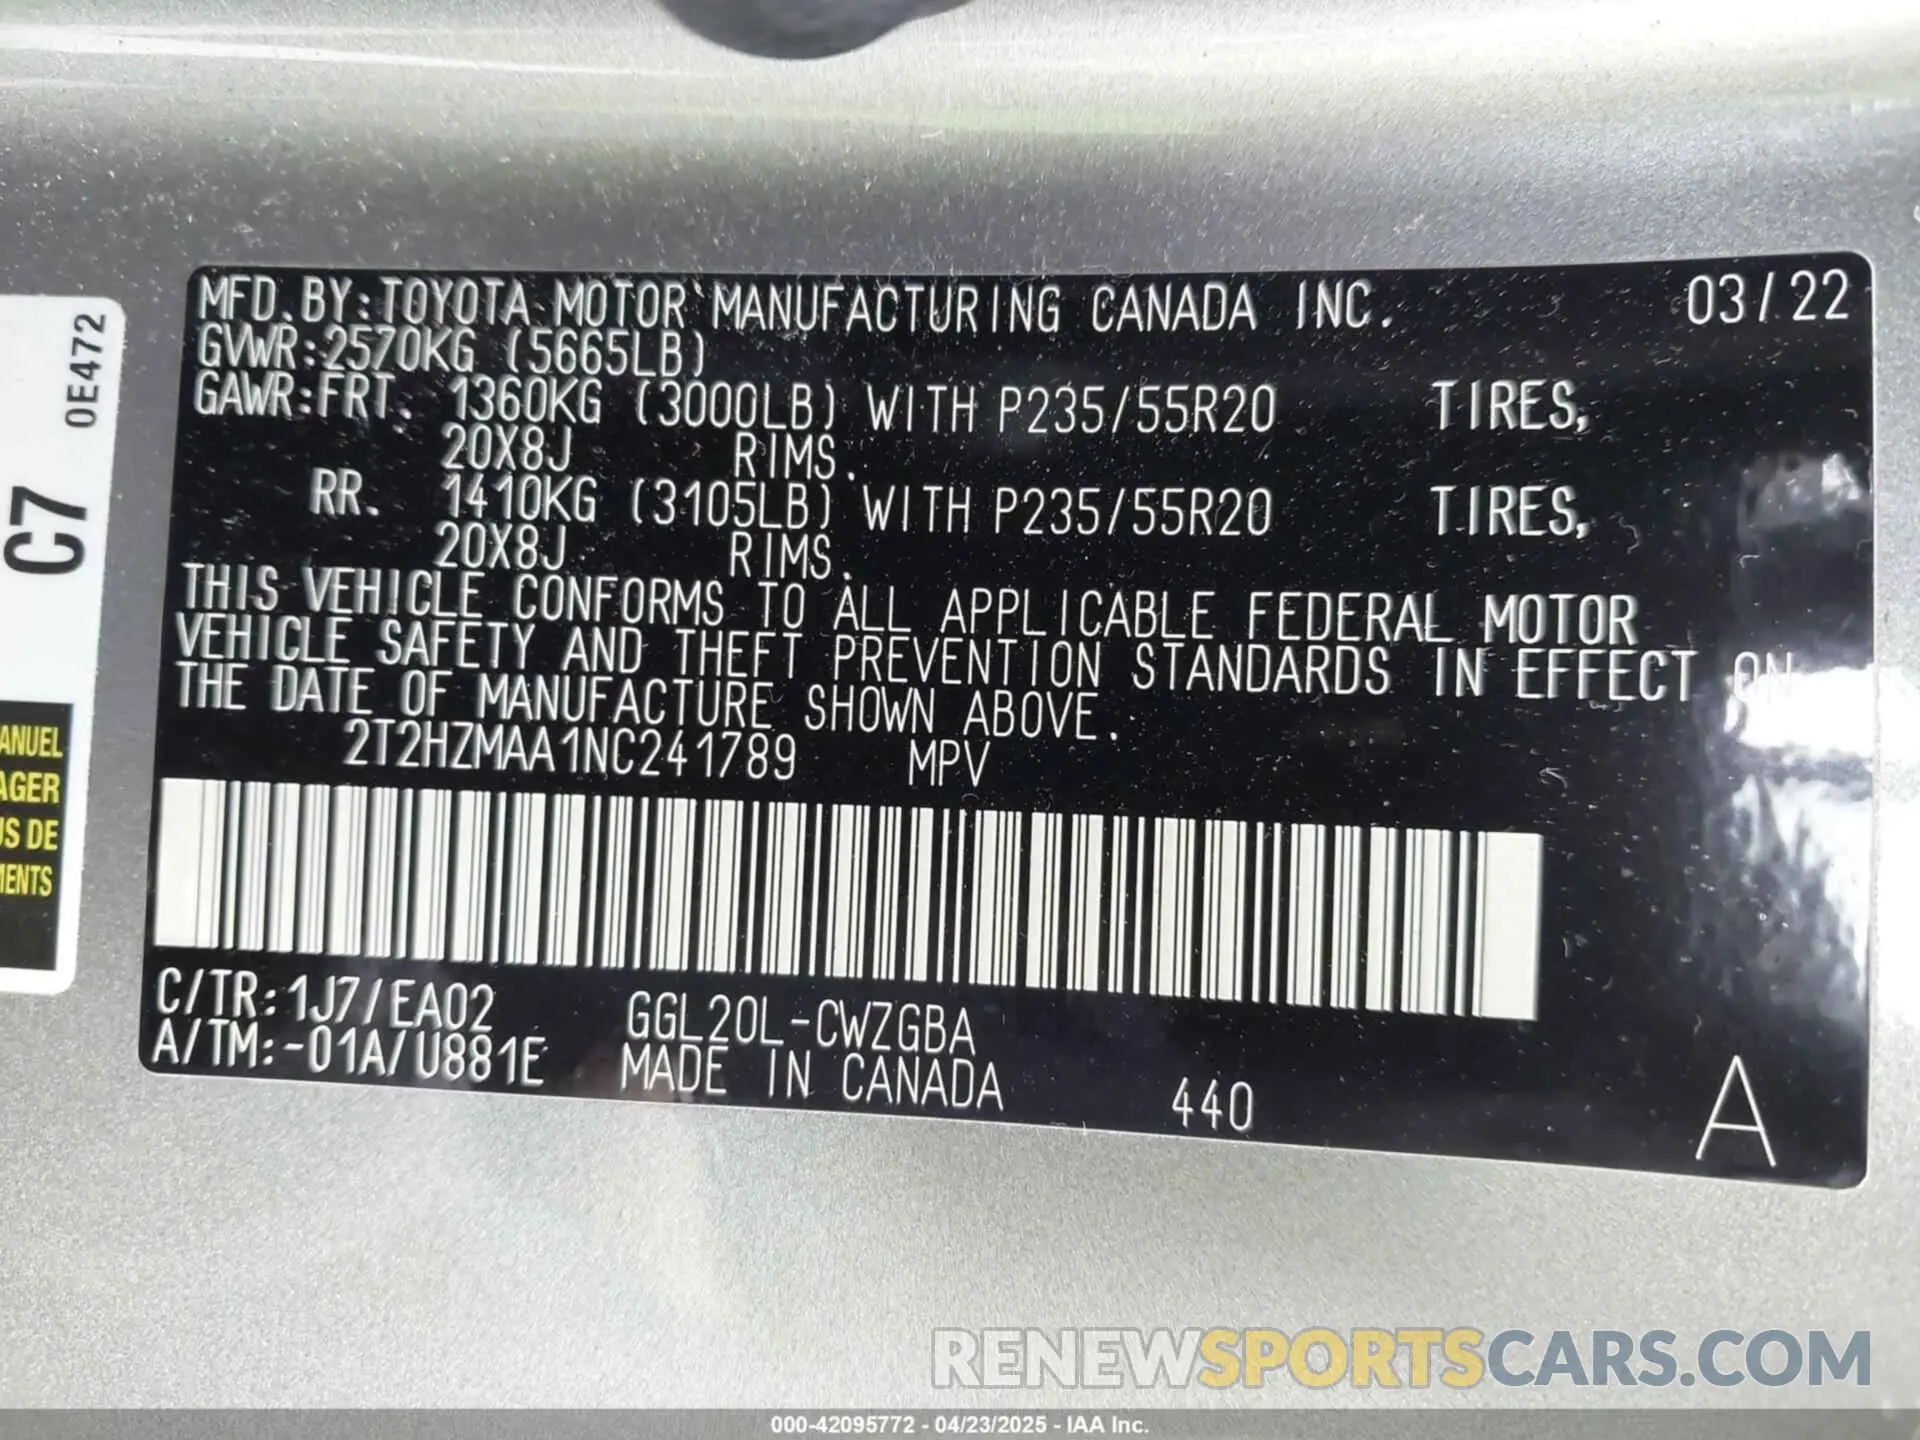 MFD. BY: TOYOTA MOTOR MANUFACTURING CANADA INC. 03/22
GVWR: 2570KG (5665LB)
GAWR: FRT. 1360KG (3000LB) WITH P235/55R20 TIRES,
20X8J RIMS.
RR. 1410KG (3105LB) WITH P235/55R20 TIRES,
20X8J RIMS.
THIS VEHICLE CONFORMS TO ALL APPLICABLE FEDERAL MOTOR
VEHICLE SAFETY AND THEFT PREVENTION STANDARDS IN EFFECT ON
THE DATE OF MANUFACTURE SHOWN ABOVE.
2T2HZMAA1NC241789 MPV
C/TR: 1J7/EA02 GGL20L-CWZGBA
A/TM: -01A/U881E MADE IN CANADA 440 A
0E472
C7
ANUEL
AGER
US DE
MENTS
RENEWSPORTSCARS.COM
000-42095772 - 04/23/2025 - IAA Inc.